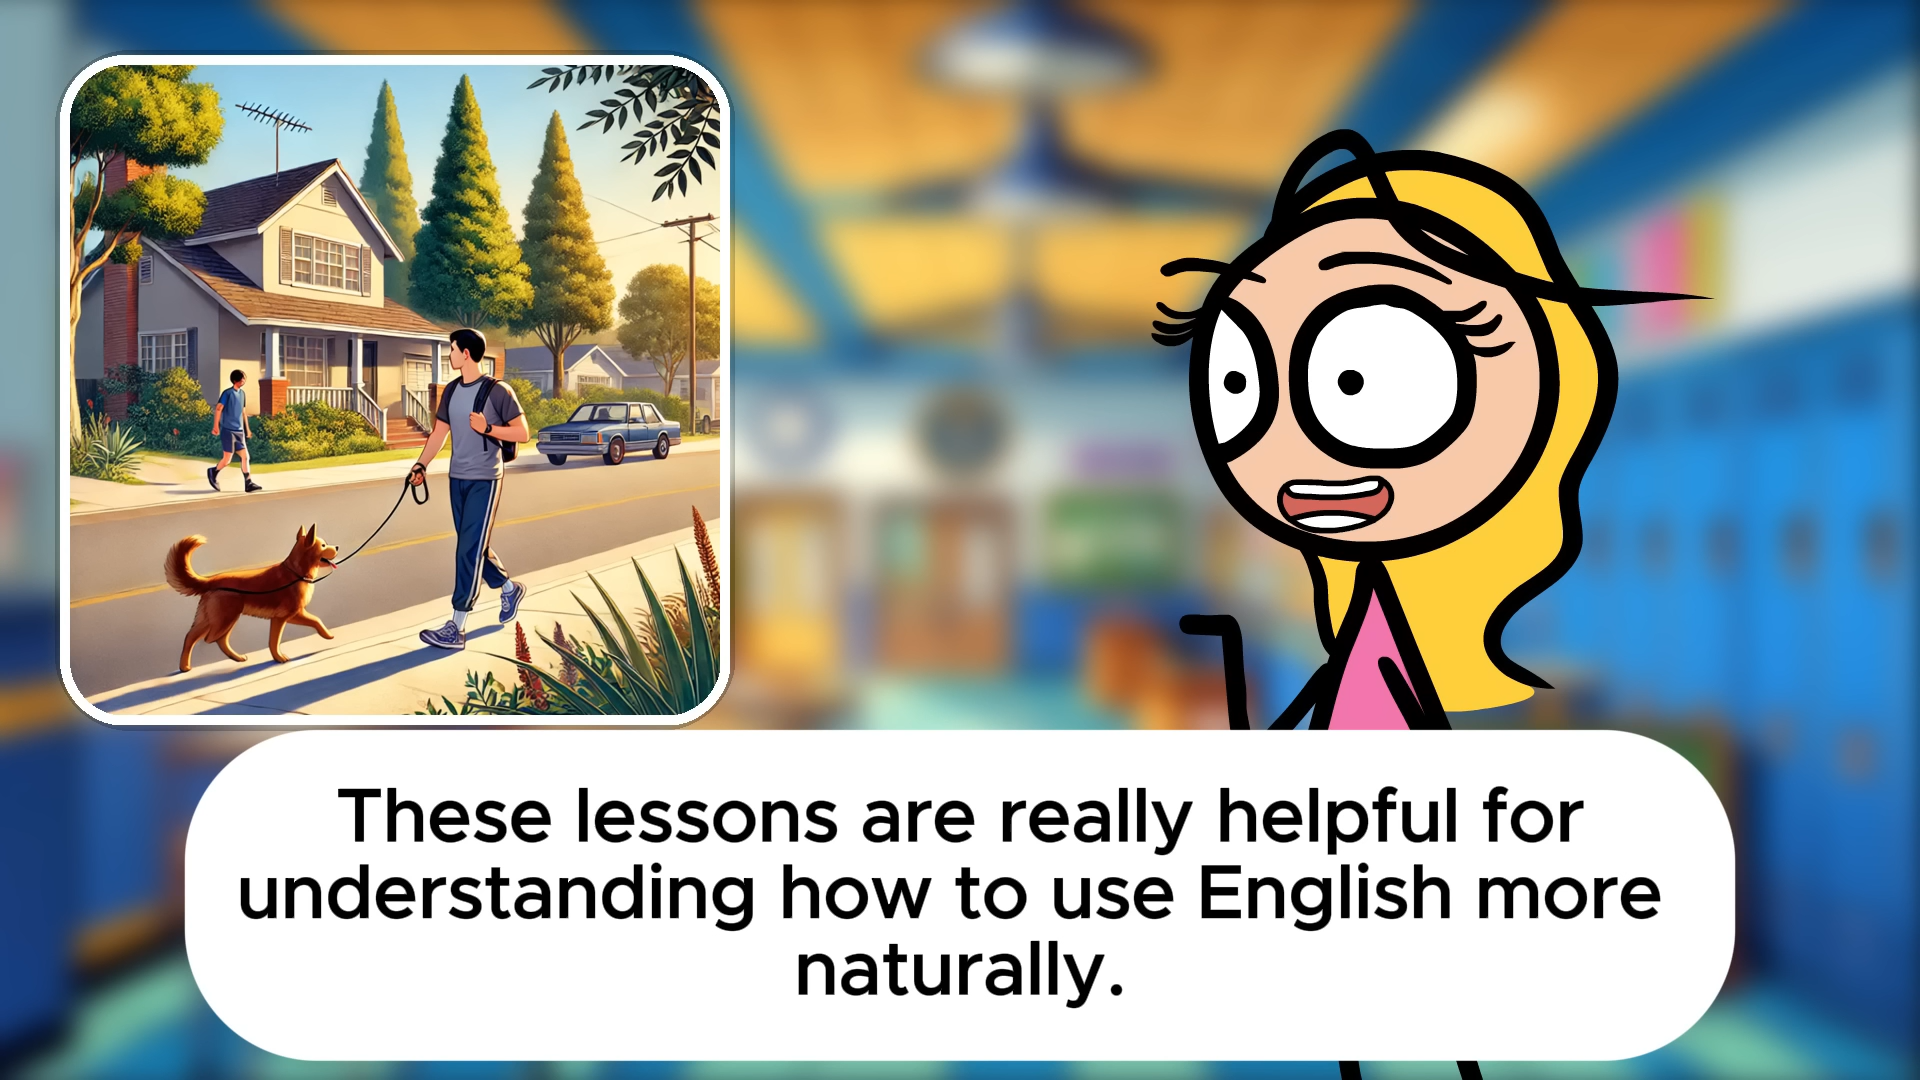 These lessons are really helpful for
understanding how to use English more
naturally.